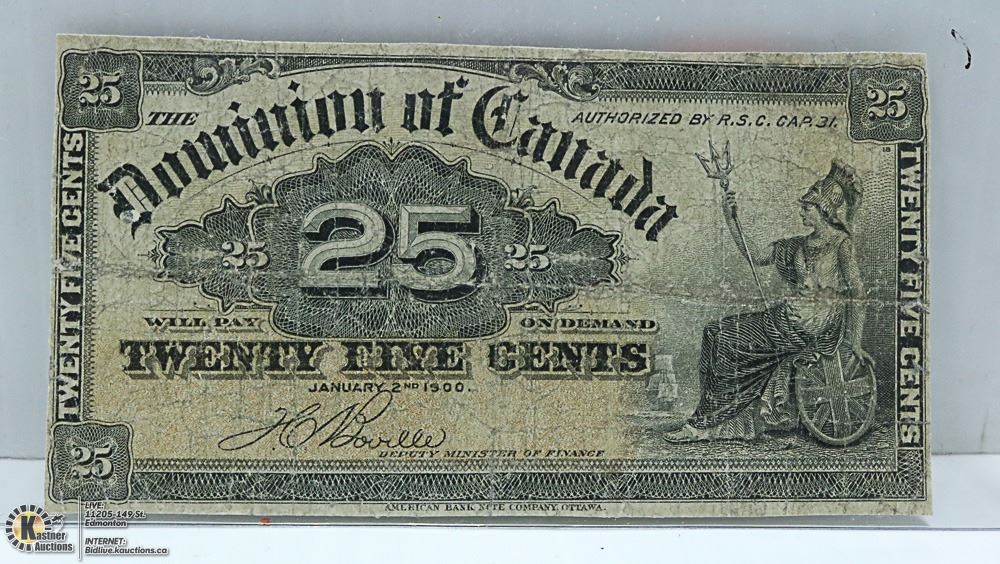 25
25
THE
Dominion of Canada
AUTHORIZED BY R.S.C. CAP. 31.
18
TWENTY FIVE CENTS
TWENTY FIVE CENTS
25
25
25
WILL PAY
ON DEMAND
TWENTY FIVE CENTS
JANUARY 2ND 1900.
H C Boville
DEPUTY MINISTER OF FINANCE
25
AMERICAN BANK NOTE COMPANY, OTTAWA.
Kastner
Auctions
LIVE:
11205-149 St.
Edmonton
INTERNET:
Bidlive.kauctions.ca